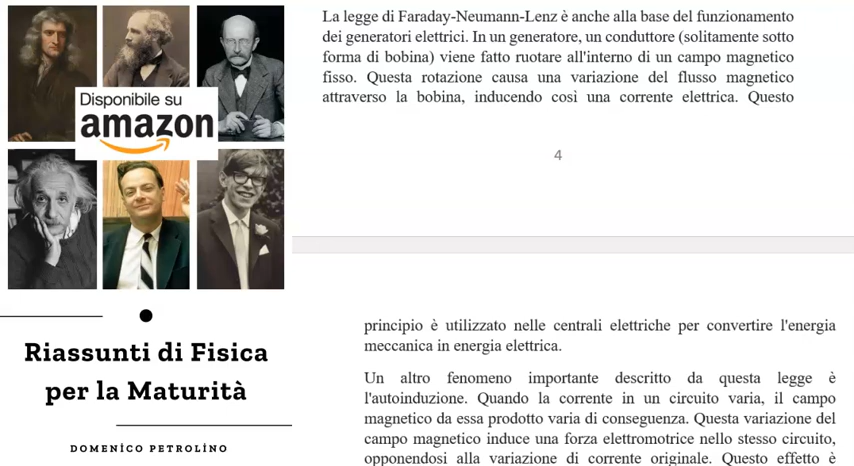 Disponibile su
amazon
Riassunti di Fisica
per la Maturità
DOMENİCO PETROLİNO
La legge di Faraday-Neumann-Lenz è anche alla base del funzionamento
dei generatori elettrici. In un generatore, un conduttore (solitamente sotto
forma di bobina) viene fatto ruotare all'interno di un campo magnetico
fisso. Questa rotazione causa una variazione del flusso magnetico
attraverso la bobina, inducendo così una corrente elettrica. Questo
4
principio è utilizzato nelle centrali elettriche per convertire l'energia
meccanica in energia elettrica.
Un altro fenomeno importante descritto da questa legge è
l'autoinduzione. Quando la corrente in un circuito varia, il campo
magnetico da essa prodotto varia di conseguenza. Questa variazione del
campo magnetico induce una forza elettromotrice nello stesso circuito,
opponendosi alla variazione di corrente originale. Questo effetto è